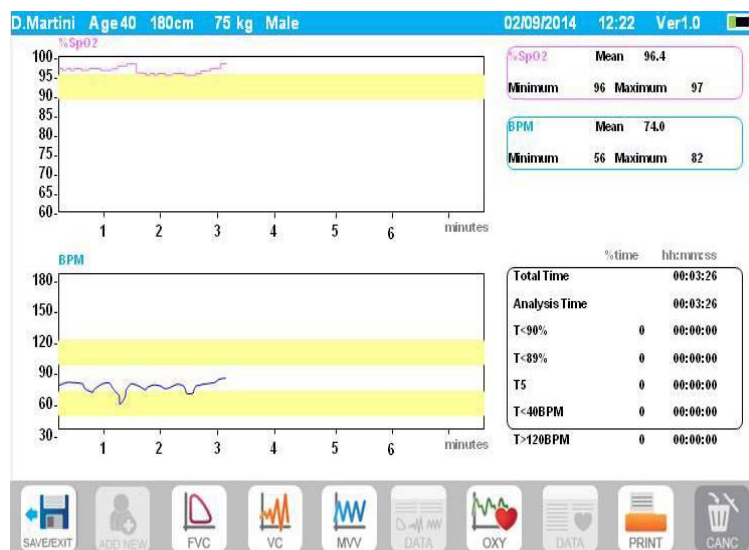 D.Martini Age40 180cm 75 kg Male 02/09/2014 12:22 Ver1.0
%SpO2
100
95
90
85
80
75
70
65
60
1 2 3 4 5 6 minutes
%SpO2 Mean 96.4
Minimum 96 Maximum 97
BPM Mean 74.0
Minimum 56 Maximum 82
BPM
180
150
120
90
60
30
1 2 3 4 5 6 minutes
%time hh:mm:ss
Total Time 00:03:26
Analysis Time 00:03:26
T<90% 0 00:00:00
T<89% 0 00:00:00
T5 0 00:00:00
T<40BPM 0 00:00:00
T>120BPM 0 00:00:00
SAVE/EXIT ADD NEW FVC VC MVV DATA OXY DATA PRINT CANC